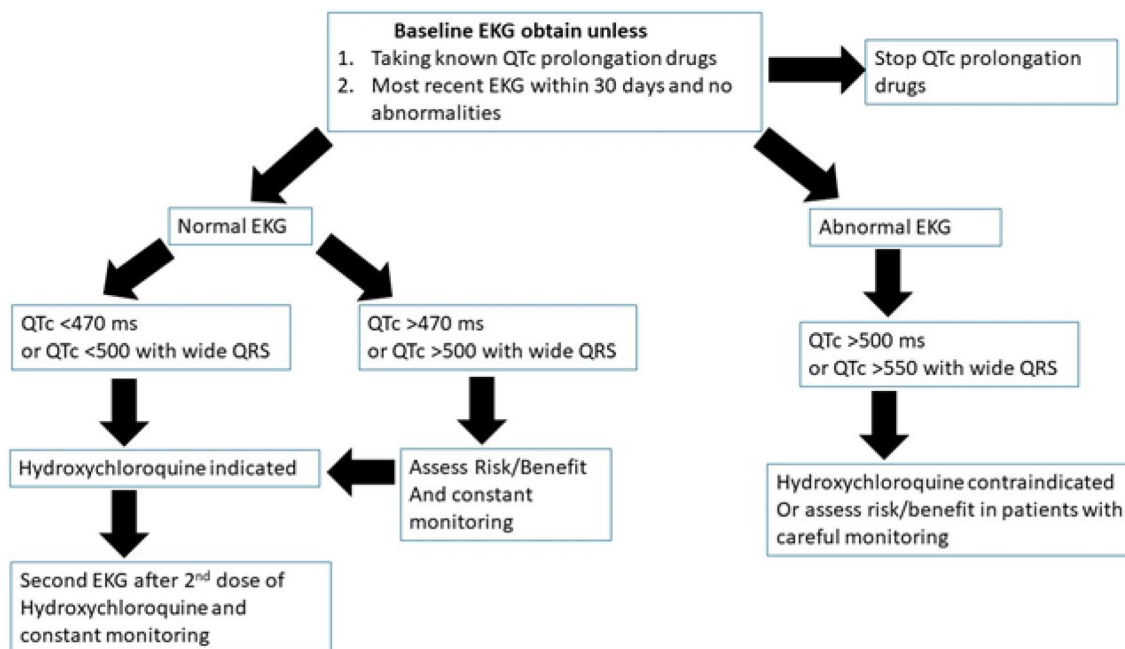 Baseline EKG obtain unless
1. Taking known QTc prolongation drugs
2. Most recent EKG within 30 days and no
abnormalities
Stop QTc prolongation
drugs
Normal EKG
Abnormal EKG
QTc <470 ms
or QTc <500 with wide QRS
QTc >470 ms
or QTc >500 with wide QRS
QTc >500 ms
or QTc >550 with wide QRS
Hydroxychloroquine indicated
Assess Risk/Benefit
And constant
monitoring
Hydroxychloroquine contraindicated
Or assess risk/benefit in patients with
careful monitoring
Second EKG after 2nd dose of
Hydroxychloroquine and
constant monitoring